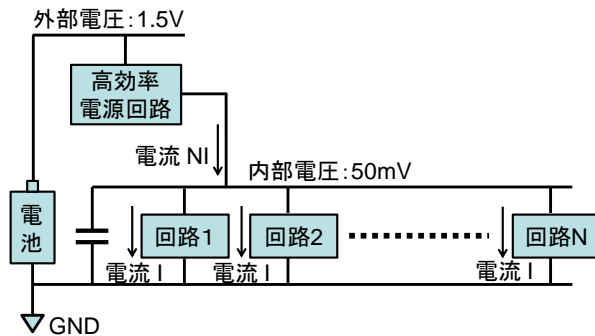 外部電圧:1.5V
高効率
電源回路
電流 NI
内部電圧:50mV
電
池
回路1
回路2
回路N
電流 I
電流 I
電流 I
GND